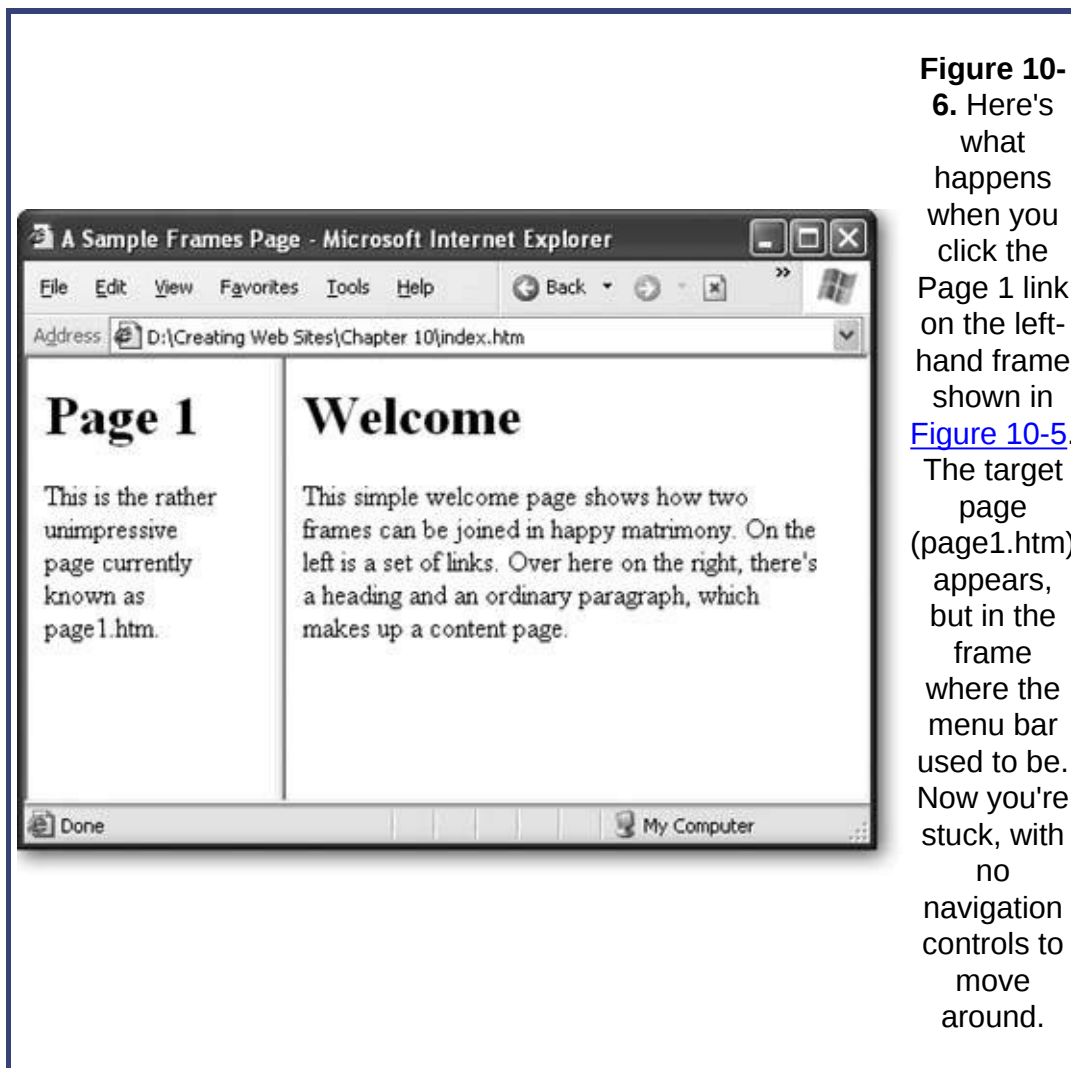 A Sample Frames Page - Microsoft Internet Explorer
File Edit View Favorites Tools Help Back »
Address D:\Creating Web Sites\Chapter 10\index.htm
Page 1
This is the rather
unimpressive
page currently
known as
page1.htm.
Welcome
This simple welcome page shows how two
frames can be joined in happy matrimony. On the
left is a set of links. Over here on the right, there's
a heading and an ordinary paragraph, which
makes up a content page.
Done My Computer
Figure 10-
6. Here's
what
happens
when you
click the
Page 1 link
on the left-
hand frame
shown in
Figure 10-5.
The target
page
(page1.htm)
appears,
but in the
frame
where the
menu bar
used to be.
Now you're
stuck, with
no
navigation
controls to
move
around.